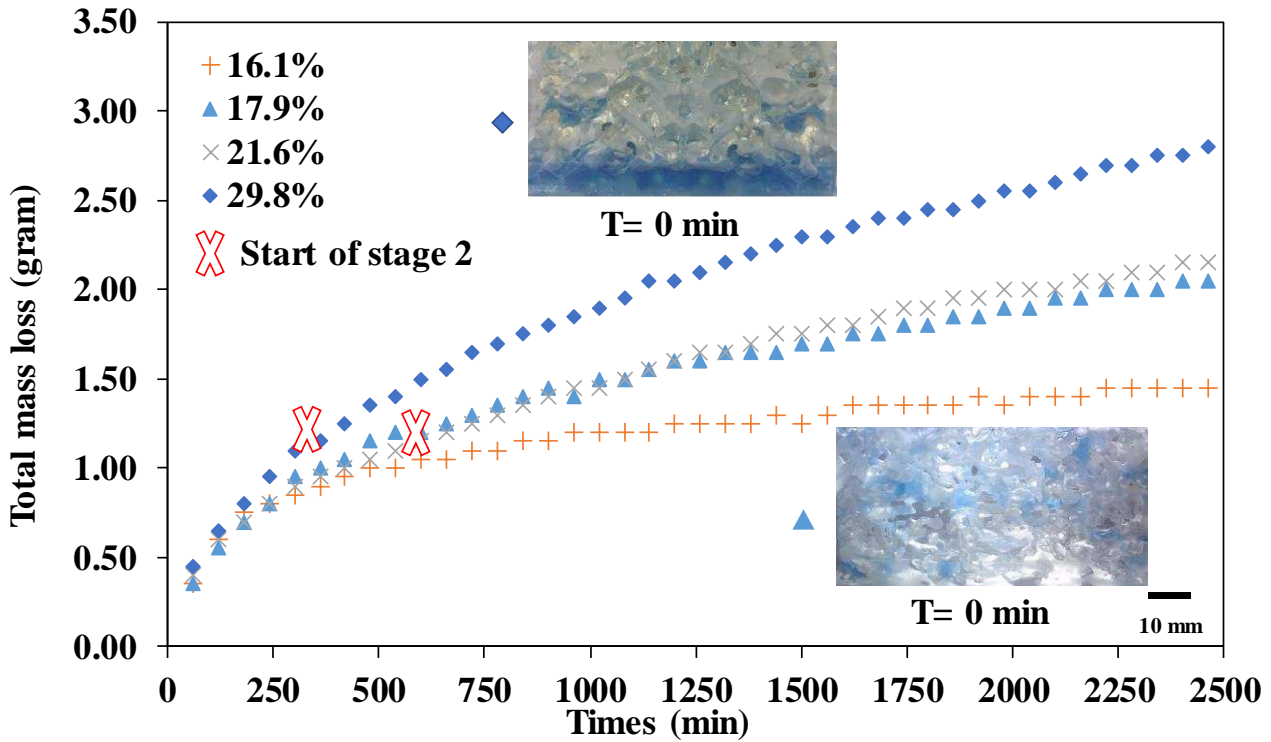 3.50
3.00
2.50
2.00
1.50
1.00
0.50
0.00
Total mass loss (gram)
16.1%
17.9%
21.6%
29.8%
Start of stage 2
T= 0 min
T= 0 min
10 mm
0 250 500 750 1000 1250 1500 1750 2000 2250 2500
Times (min)